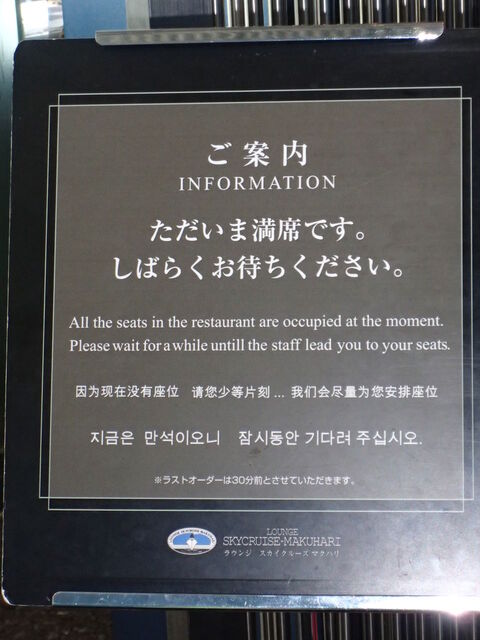 ご案内
INFORMATION
ただいま満席です。
しばらくお待ちください。
All the seats in the restaurant are occupied at the moment.
Please wait for a while untill the staff lead you to your seats.
因为现在没有座位　请您少等片刻 ... 我们会尽量为您安排座位
지금은 만석이오니　잠시동안 기다려 주십시오.
※ラストオーダーは30分前とさせていただきます。
LOUNGE
SKYCRUISE-MAKUHARI
ラウンジ　スカイクルーズ マクハリ